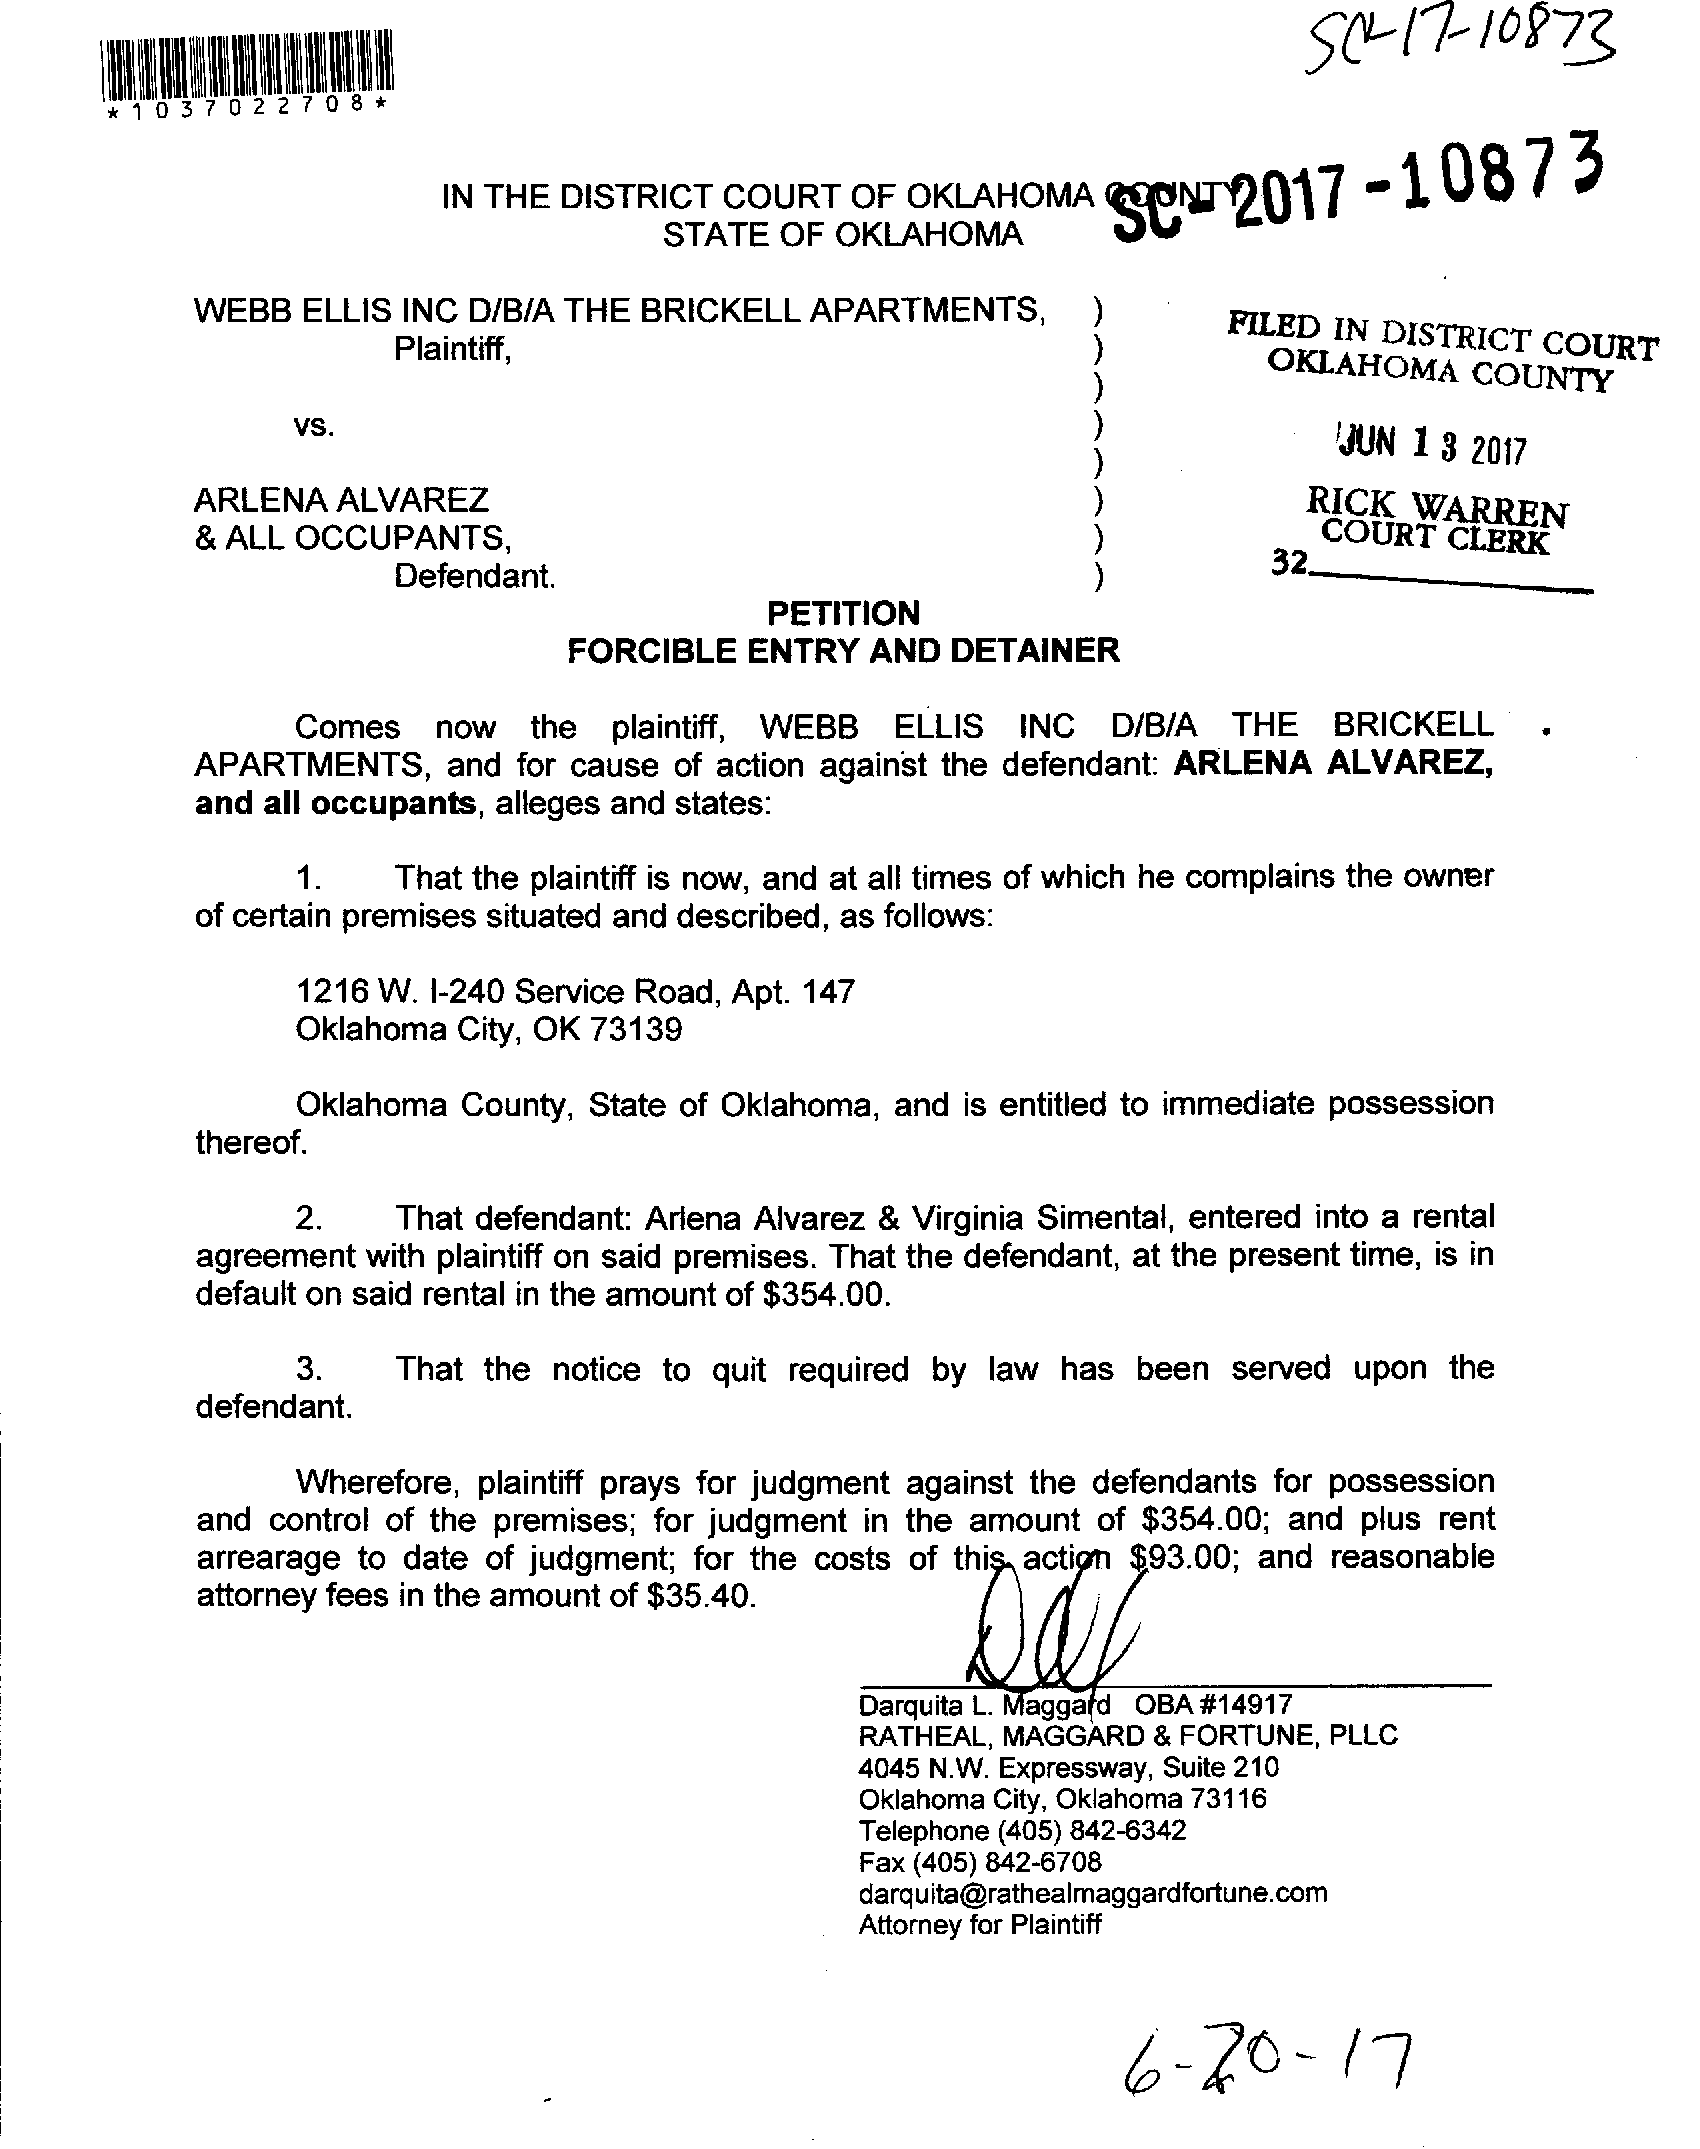 SC-17-10873
*1037022708*
SC-2017-10873
IN THE DISTRICT COURT OF OKLAHOMA COUNTY
STATE OF OKLAHOMA
WEBB ELLIS INC D/B/A THE BRICKELL APARTMENTS, )
Plaintiff, )
)
vs. )
)
ARLENA ALVAREZ )
& ALL OCCUPANTS, )
Defendant. )
FILED IN DISTRICT COURT
OKLAHOMA COUNTY
JUN 13 2017
RICK WARREN
COURT CLERK
32
PETITION
FORCIBLE ENTRY AND DETAINER
Comes now the plaintiff, WEBB ELLIS INC D/B/A THE BRICKELL
APARTMENTS, and for cause of action against the defendant: ARLENA ALVAREZ,
and all occupants, alleges and states:
1. That the plaintiff is now, and at all times of which he complains the owner
of certain premises situated and described, as follows:
1216 W. I-240 Service Road, Apt. 147
Oklahoma City, OK 73139
Oklahoma County, State of Oklahoma, and is entitled to immediate possession
thereof.
2. That defendant: Arlena Alvarez & Virginia Simental, entered into a rental
agreement with plaintiff on said premises. That the defendant, at the present time, is in
default on said rental in the amount of $354.00.
3. That the notice to quit required by law has been served upon the
defendant.
Wherefore, plaintiff prays for judgment against the defendants for possession
and control of the premises; for judgment in the amount of $354.00; and plus rent
arrearage to date of judgment; for the costs of this action $93.00; and reasonable
attorney fees in the amount of $35.40.
Darquita L. Maggard OBA #14917
RATHEAL, MAGGARD & FORTUNE, PLLC
4045 N.W. Expressway, Suite 210
Oklahoma City, Oklahoma 73116
Telephone (405) 842-6342
Fax (405) 842-6708
darquita@rathealmaggardfortune.com
Attorney for Plaintiff
6-20-17